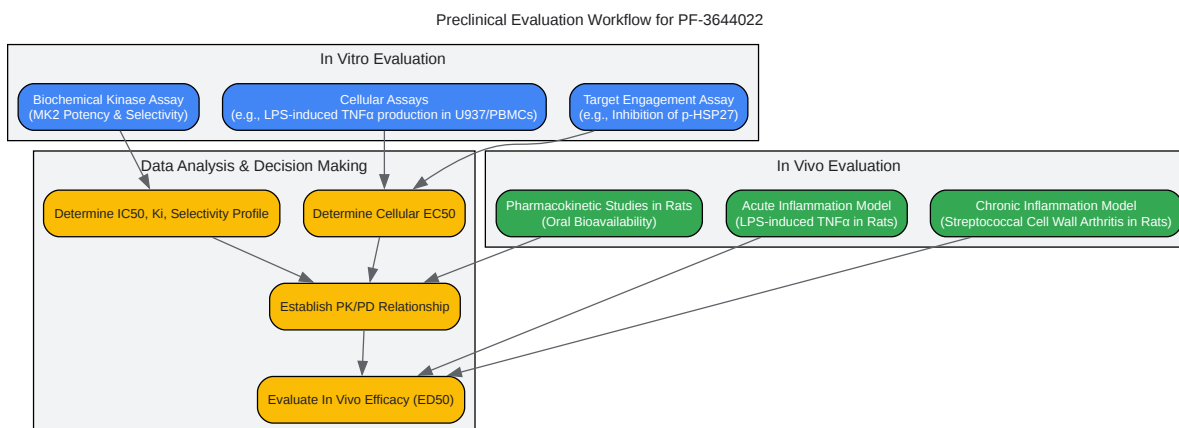 Preclinical Evaluation Workflow for PF-3644022
In Vitro Evaluation
Biochemical Kinase Assay
(MK2 Potency & Selectivity)
Cellular Assays
(e.g., LPS-induced TNFα production in U937/PBMCs)
Target Engagement Assay
(e.g., Inhibition of p-HSP27)
Data Analysis & Decision Making
In Vivo Evaluation
Determine IC50, Ki, Selectivity Profile
Determine Cellular EC50
Pharmacokinetic Studies in Rats
(Oral Bioavailability)
Acute Inflammation Model
(LPS-induced TNFα in Rats)
Chronic Inflammation Model
(Streptococcal Cell Wall Arthritis in Rats)
Establish PK/PD Relationship
Evaluate In Vivo Efficacy (ED50)